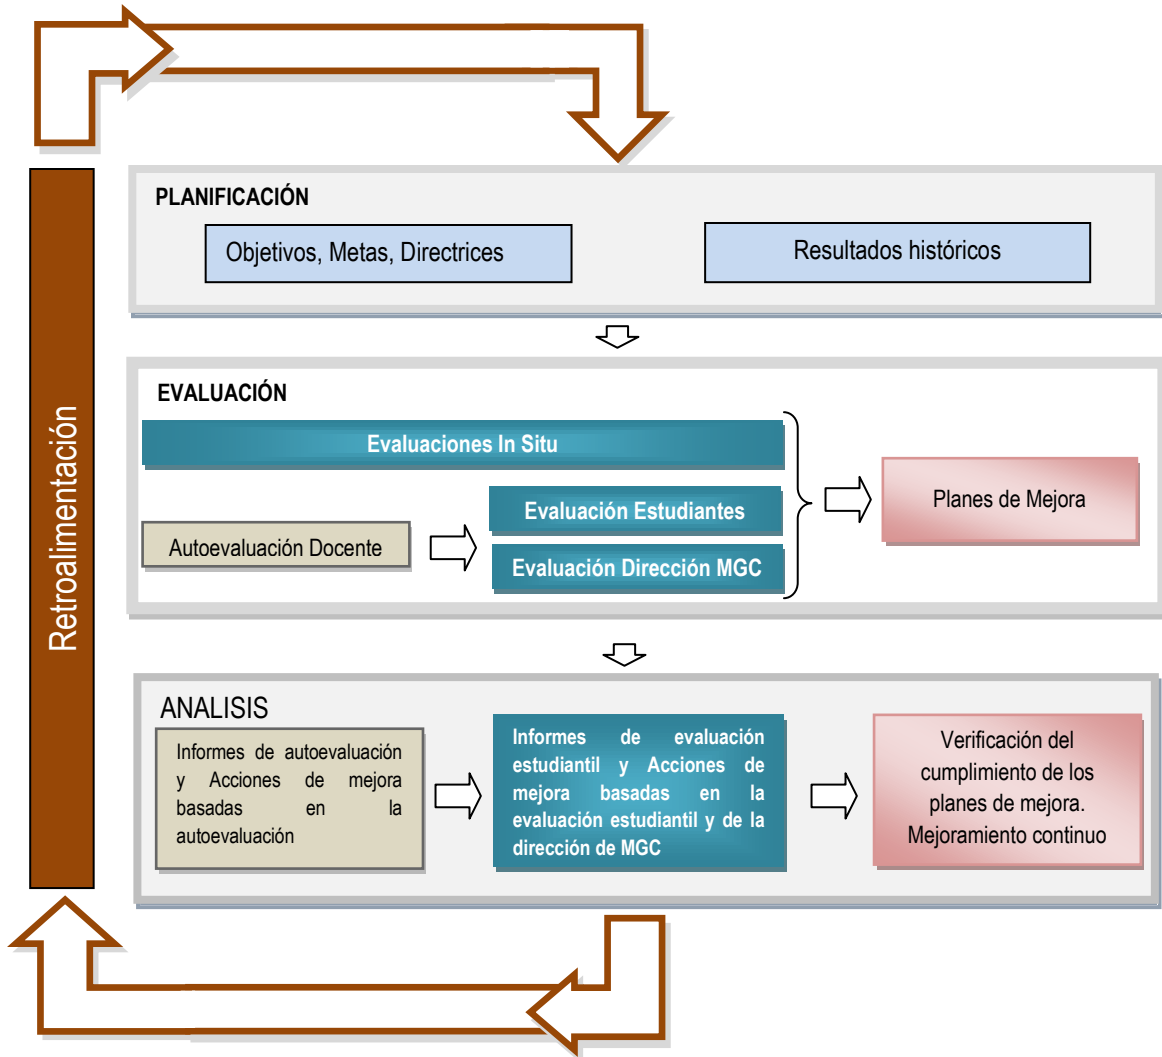 PLANIFICACIÓN
Objetivos, Metas, Directrices
Resultados históricos
Retroalimentación
EVALUACIÓN
Evaluaciones In Situ
Evaluación Estudiantes
Autoevaluación Docente
Evaluación Dirección MGC
Planes de Mejora
ANALISIS
Informes de autoevaluación
y Acciones de mejora
basadas en la
autoevaluación
Informes de evaluación
estudiantil y Acciones de
mejora basadas en la
evaluación estudiantil y de la
dirección de MGC
Verificación del
cumplimiento de los
planes de mejora.
Mejoramiento continuo